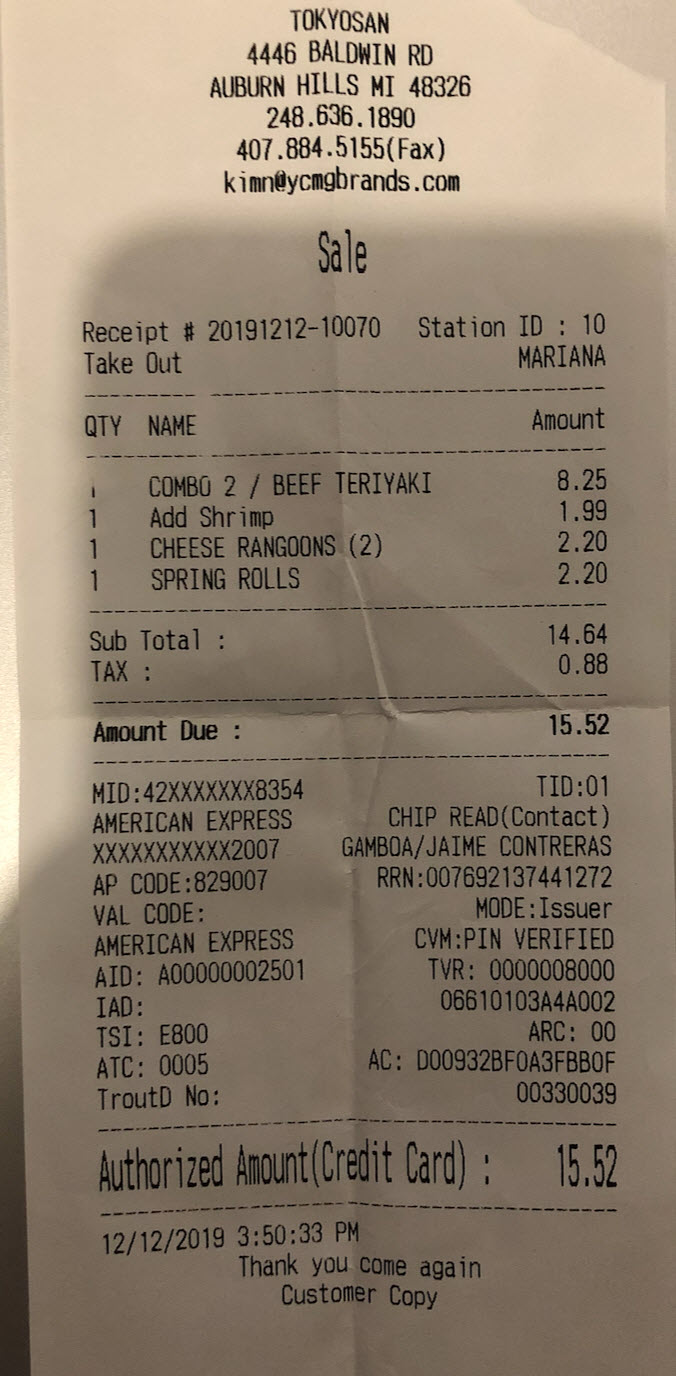 TOKYOSAN
4446 BALDWIN RD
AUBURN HILLS MI 48326
248.636.1890
407.884.5155(Fax)
kimn@ycmgbrands.com
Sale
Receipt # 20191212-10070 Station ID : 10
Take Out MARIANA
QTY NAME Amount
1 COMBO 2 / BEEF TERIYAKI 8.25
1 Add Shrimp 1.99
1 CHEESE RANGOONS (2) 2.20
1 SPRING ROLLS 2.20
Sub Total : 14.64
TAX : 0.88
Amount Due : 15.52
MID:42XXXXXXX8354 TID:01
AMERICAN EXPRESS CHIP READ(Contact)
XXXXXXXXXXX2007 GAMBOA/JAIME CONTRERAS
AP CODE:829007 RRN:007692137441272
VAL CODE: MODE:Issuer
AMERICAN EXPRESS CVM:PIN VERIFIED
AID: A00000002501 TVR: 0000008000
IAD: 06610103A4A002
TSI: E800 ARC: 00
ATC: 0005 AC: D00932BF0A3FBB0F
TroutD No: 00330039
Authorized Amount(Credit Card) : 15.52
12/12/2019 3:50:33 PM
Thank you come again
Customer Copy